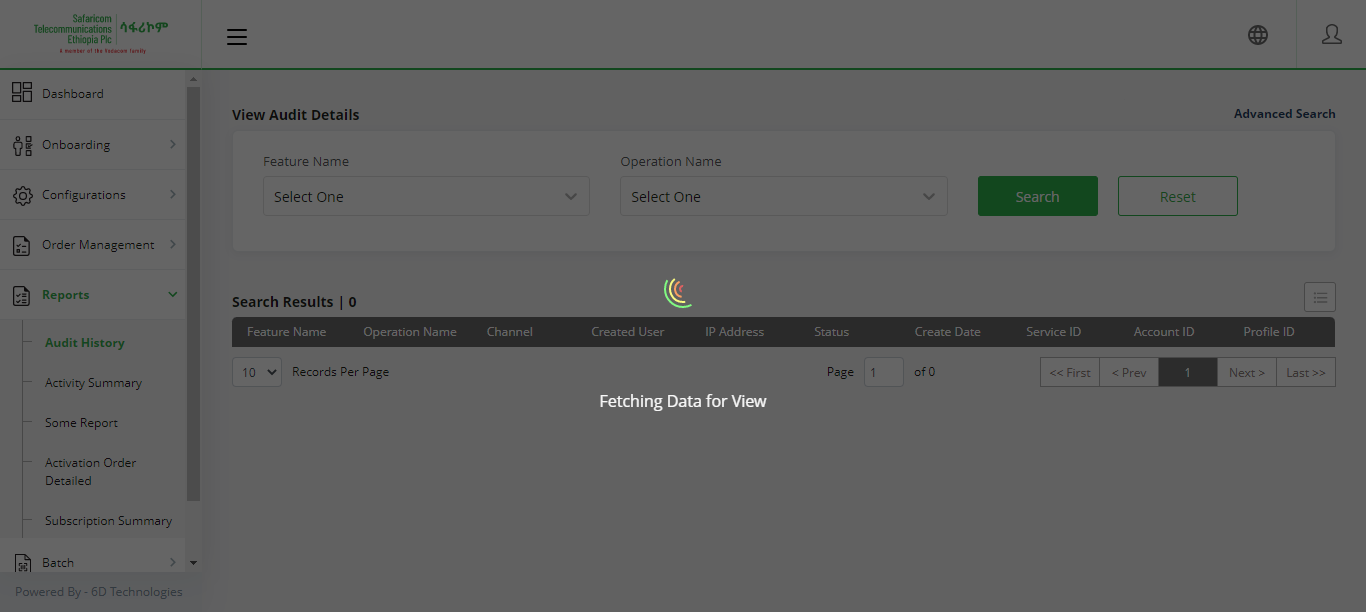 Safaricom
Telecommunications
Ethiopia Plc
ሳፋሪኮም
A member of the Vodacom family
Dashboard
Onboarding
Configurations
Order Management
Reports
Audit History
Activity Summary
Some Report
Activation Order
Detailed
Subscription Summary
Batch
Powered By - 6D Technologies
View Audit Details
Advanced Search
Feature Name
Operation Name
Select One
Select One
Search
Reset
Search Results | 0
Feature Name Operation Name Channel Created User IP Address Status Create Date Service ID Account ID Profile ID
10 Records Per Page Page 1 of 0 << First < Prev 1 Next > Last >>
Fetching Data for View